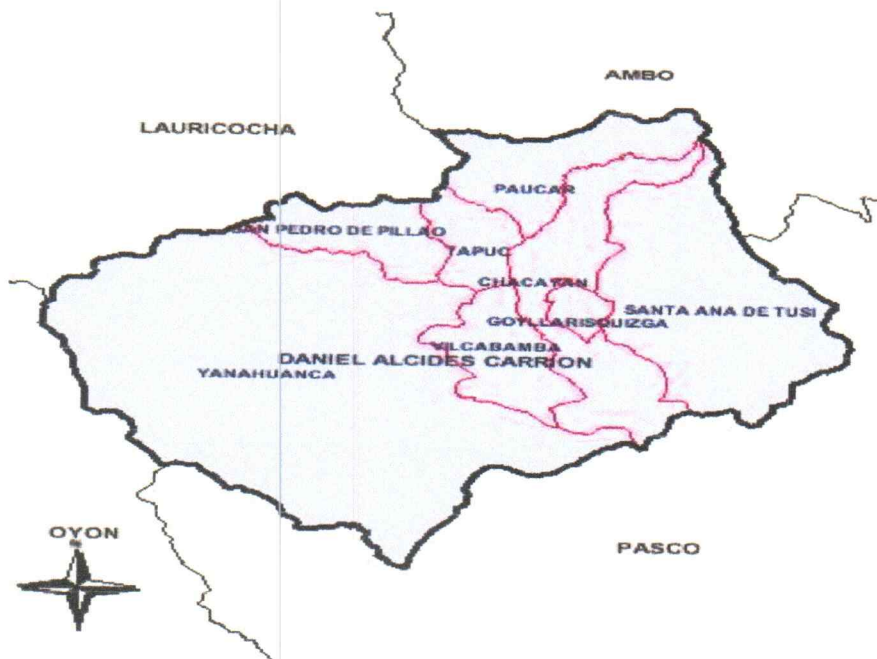 AMBO
LAURICOCHA
PAUCAR
SAN PEDRO DE PILLAO
TAPUC
CHACAYAN
SANTA ANA DE TUSI
GOYLLARISQUIZGA
VILCABAMBA
DANIEL ALCIDES CARRION
YANAHUANCA
OYON
N
PASCO